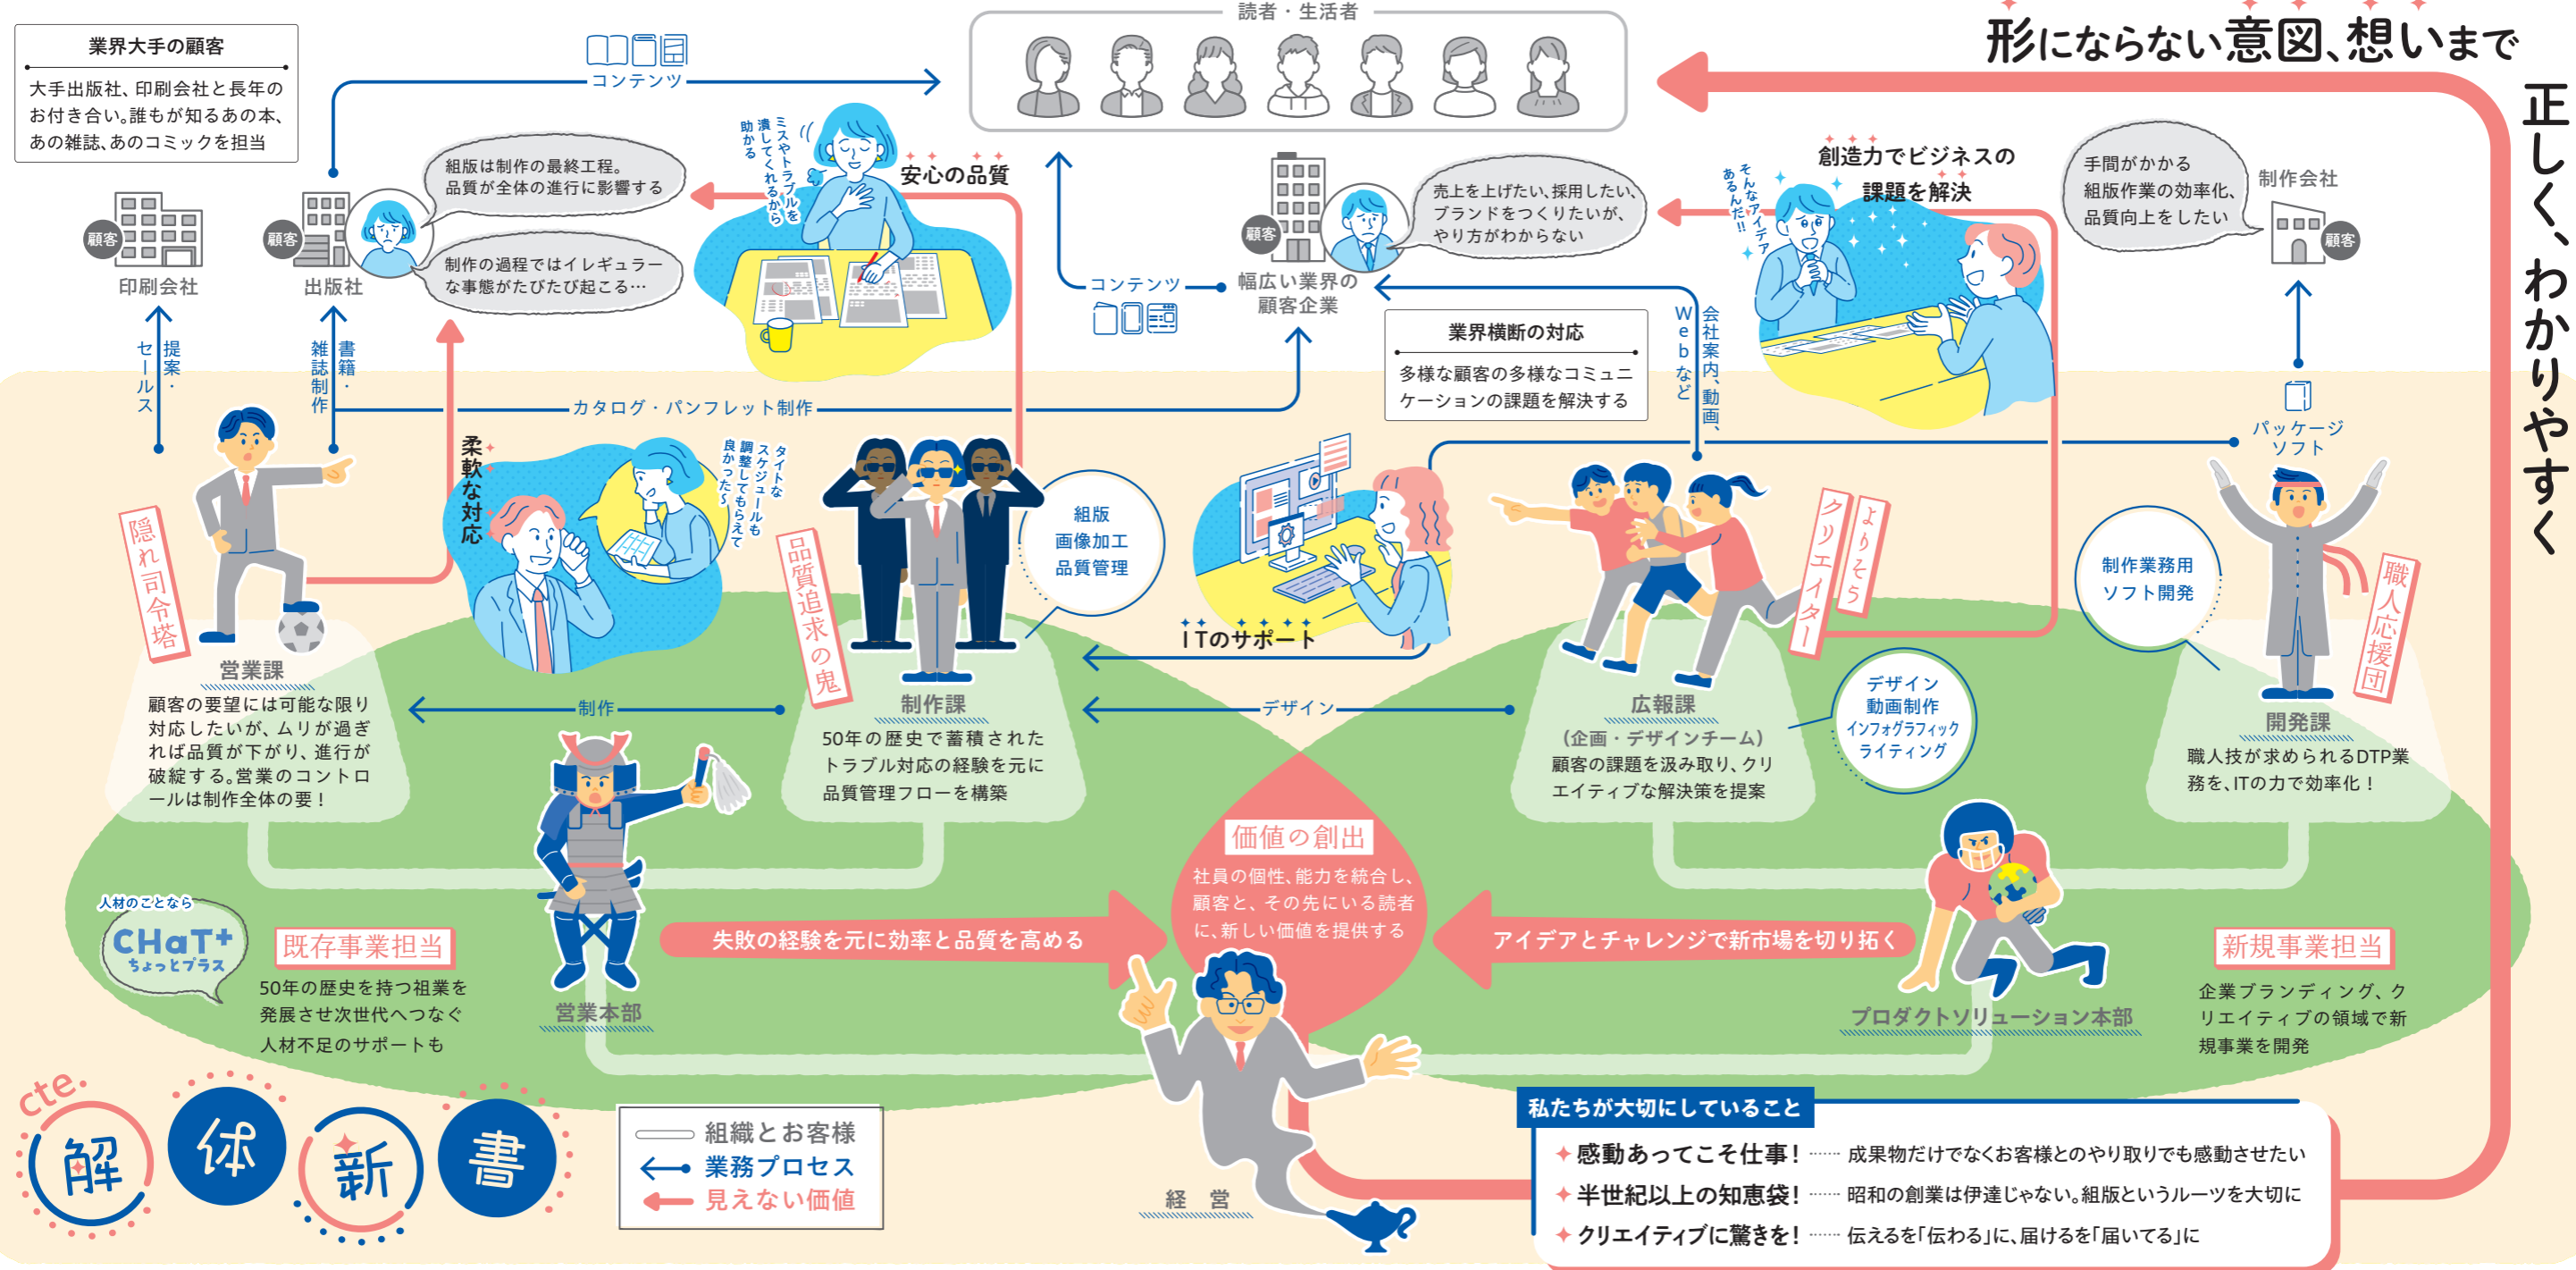 形にならない意図、想いまで
正しく、わかりやすく
読者・生活者
業界大手の顧客
大手出版社、印刷会社と長年の
お付き合い。誰もが知るあの本、
あの雑誌、あのコミックを担当
コンテンツ
組版は制作の最終工程。
品質が全体の進行に影響する
制作の過程ではイレギュラー
な事態がたびたび起こる…
顧客
印刷会社
顧客
出版社
ミスやトラブルを
潰してくれるから
助かる
安心の品質
コンテンツ
顧客
幅広い業界の
顧客企業
売上を上げたい、採用したい、
ブランドをつくりたいが、
やり方がわからない
そんなアイデア
あるんだ!!
創造力でビジネスの
課題を解決
手間がかかる
組版作業の効率化、
品質向上をしたい
制作会社
顧客
提案・
セールス
書籍・
雑誌制作
カタログ・パンフレット制作
業界横断の対応
多様な顧客の多様なコミュニ
ケーションの課題を解決する
会社案内、動画、
Webなど
パッケージ
ソフト
柔軟な対応
タイトな
スケジュールも
調整してもらえて
良かった〜
隠れ司令塔
営業課
顧客の要望には可能な限り
対応したいが、ムリが過ぎ
れば品質が下がり、進行が
破綻する。営業のコントロ
ールは制作全体の要！
制作
品質追求の鬼
組版
画像加工
品質管理
制作課
50年の歴史で蓄積された
トラブル対応の経験を元に
品質管理フローを構築
ITのサポート
デザイン
よりそう
クリエイター
広報課
（企画・デザインチーム）
顧客の課題を汲み取り、クリ
エイティブな解決策を提案
デザイン
動画制作
インフォグラフィック
ライティング
制作業務用
ソフト開発
職人応援団
開発課
職人技が求められるDTP業
務を、ITの力で効率化！
価値の創出
社員の個性、能力を統合し、
顧客と、その先にいる読者
に、新しい価値を提供する
人材のことなら
CHaT+
ちょっとプラス
既存事業担当
50年の歴史を持つ祖業を
発展させ次世代へつなぐ
人材不足のサポートも
営業本部
失敗の経験を元に効率と品質を高める
アイデアとチャレンジで新市場を切り拓く
プロダクトソリューション本部
新規事業担当
企業ブランディング、ク
リエイティブの領域で新
規事業を開発
cte.
解体新書
組織とお客様
業務プロセス
見えない価値
経 営
私たちが大切にしていること
感動あってこそ仕事！ …… 成果物だけでなくお客様とのやり取りでも感動させたい
半世紀以上の知恵袋！ …… 昭和の創業は伊達じゃない。組版というルーツを大切に
クリエイティブに驚きを！ …… 伝えるを「伝わる」に、届けるを「届いてる」に